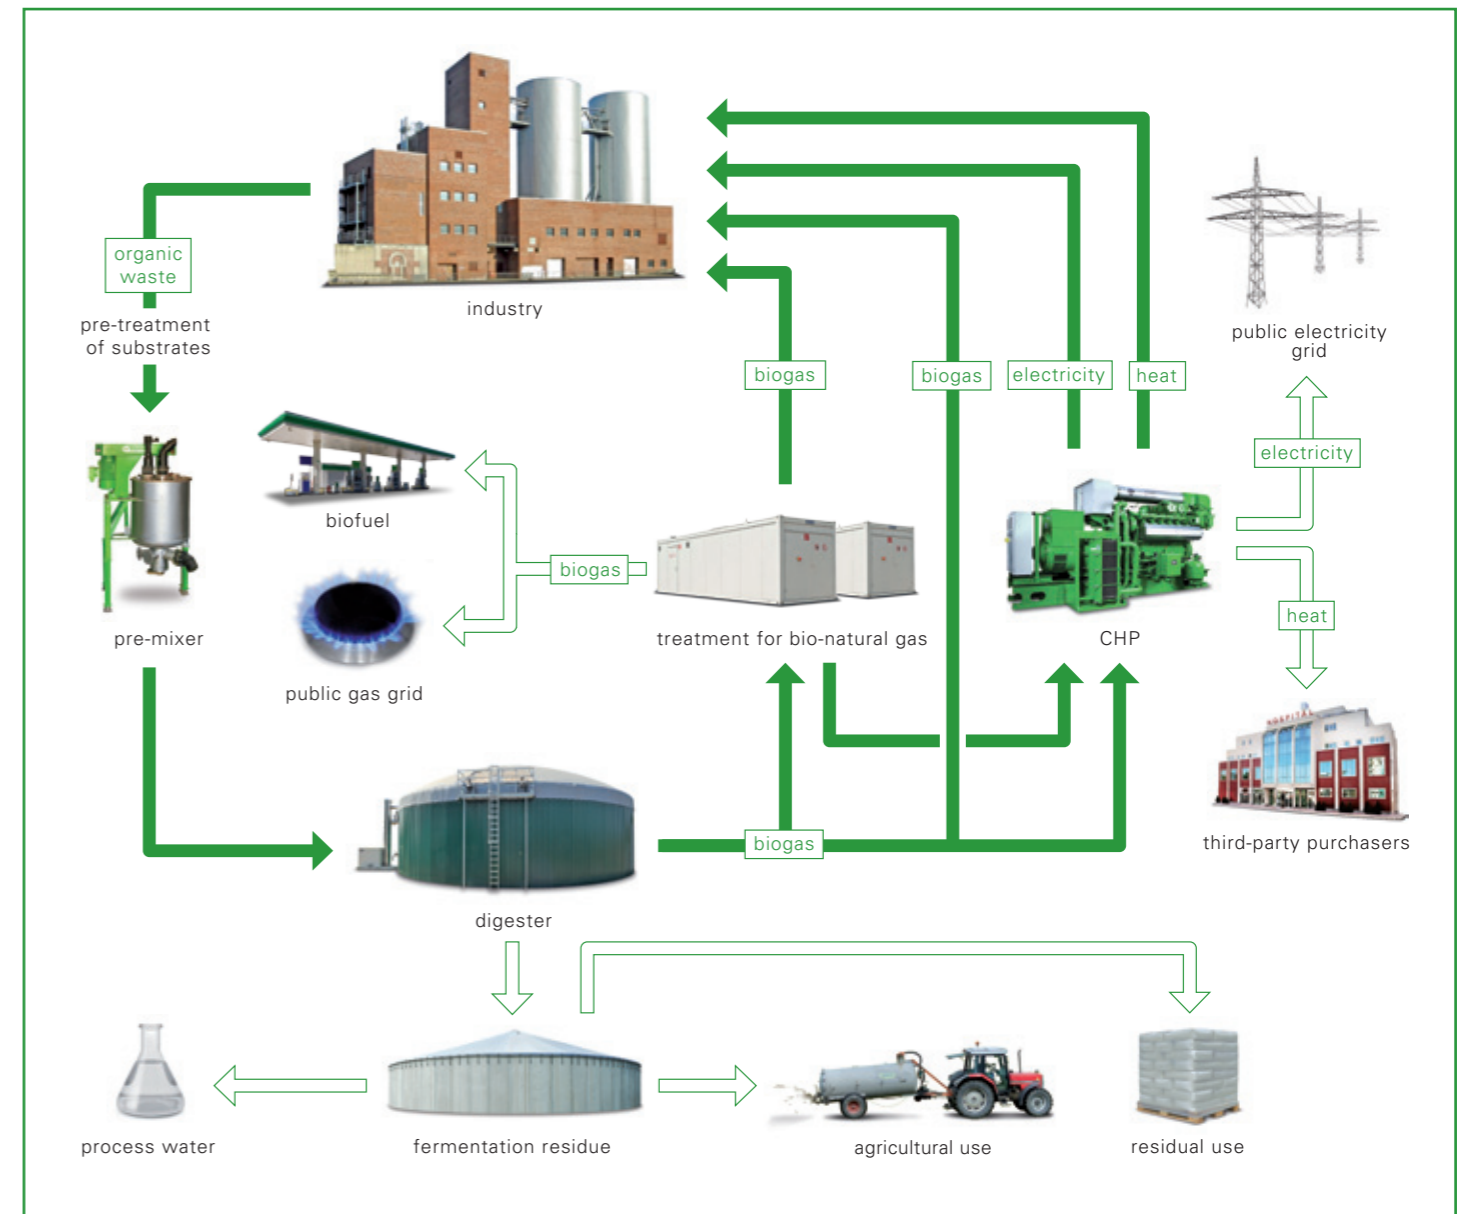 industry
organic
waste
pre-treatment
of substrates
public electricity
grid
biogas
biogas
electricity
heat
electricity
biofuel
biogas
heat
pre-mixer
treatment for bio-natural gas
CHP
public gas grid
HOSPITAL
biogas
third-party purchasers
digester
process water
fermentation residue
agricultural use
residual use